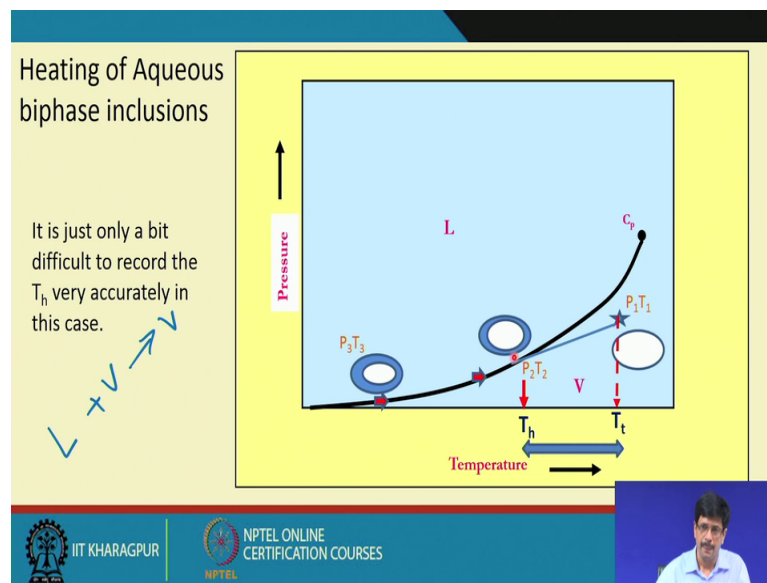 Heating of Aqueous
biphase inclusions
It is just only a bit
difficult to record the
Th very accurately in
this case.
L + V → V
Pressure
L
Cp
P1T1
P3T3
P2T2
V
Th
Tt
Temperature
IIT KHARAGPUR
NPTEL
NPTEL ONLINE
CERTIFICATION COURSES